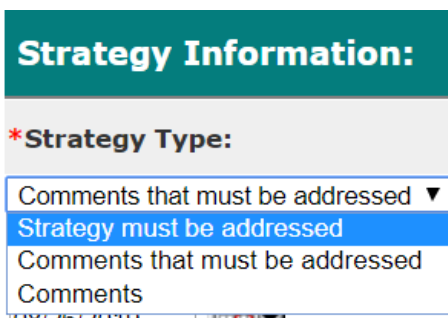 Strategy Information:
*Strategy Type:
Comments that must be addressed ▼
Strategy must be addressed
Comments that must be addressed
Comments